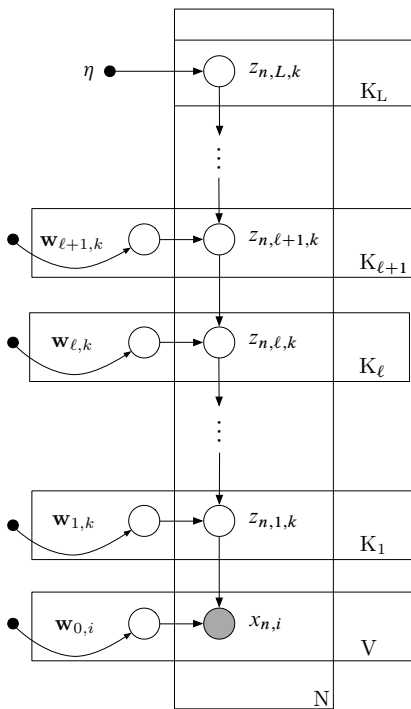 η z_{n,L,k}
K_L
⋮
w_{ℓ+1,k} z_{n,ℓ+1,k}
K_{ℓ+1}
w_{ℓ,k} z_{n,ℓ,k}
K_ℓ
⋮
w_{1,k} z_{n,1,k}
K_1
w_{0,i} x_{n,i}
V
N